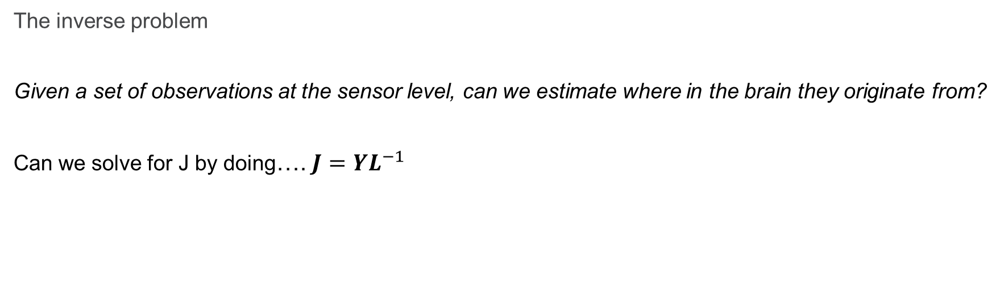 The inverse problem
Given a set of observations at the sensor level, can we estimate where in the brain they originate from?
Can we solve for J by doing…. J = YL⁻¹